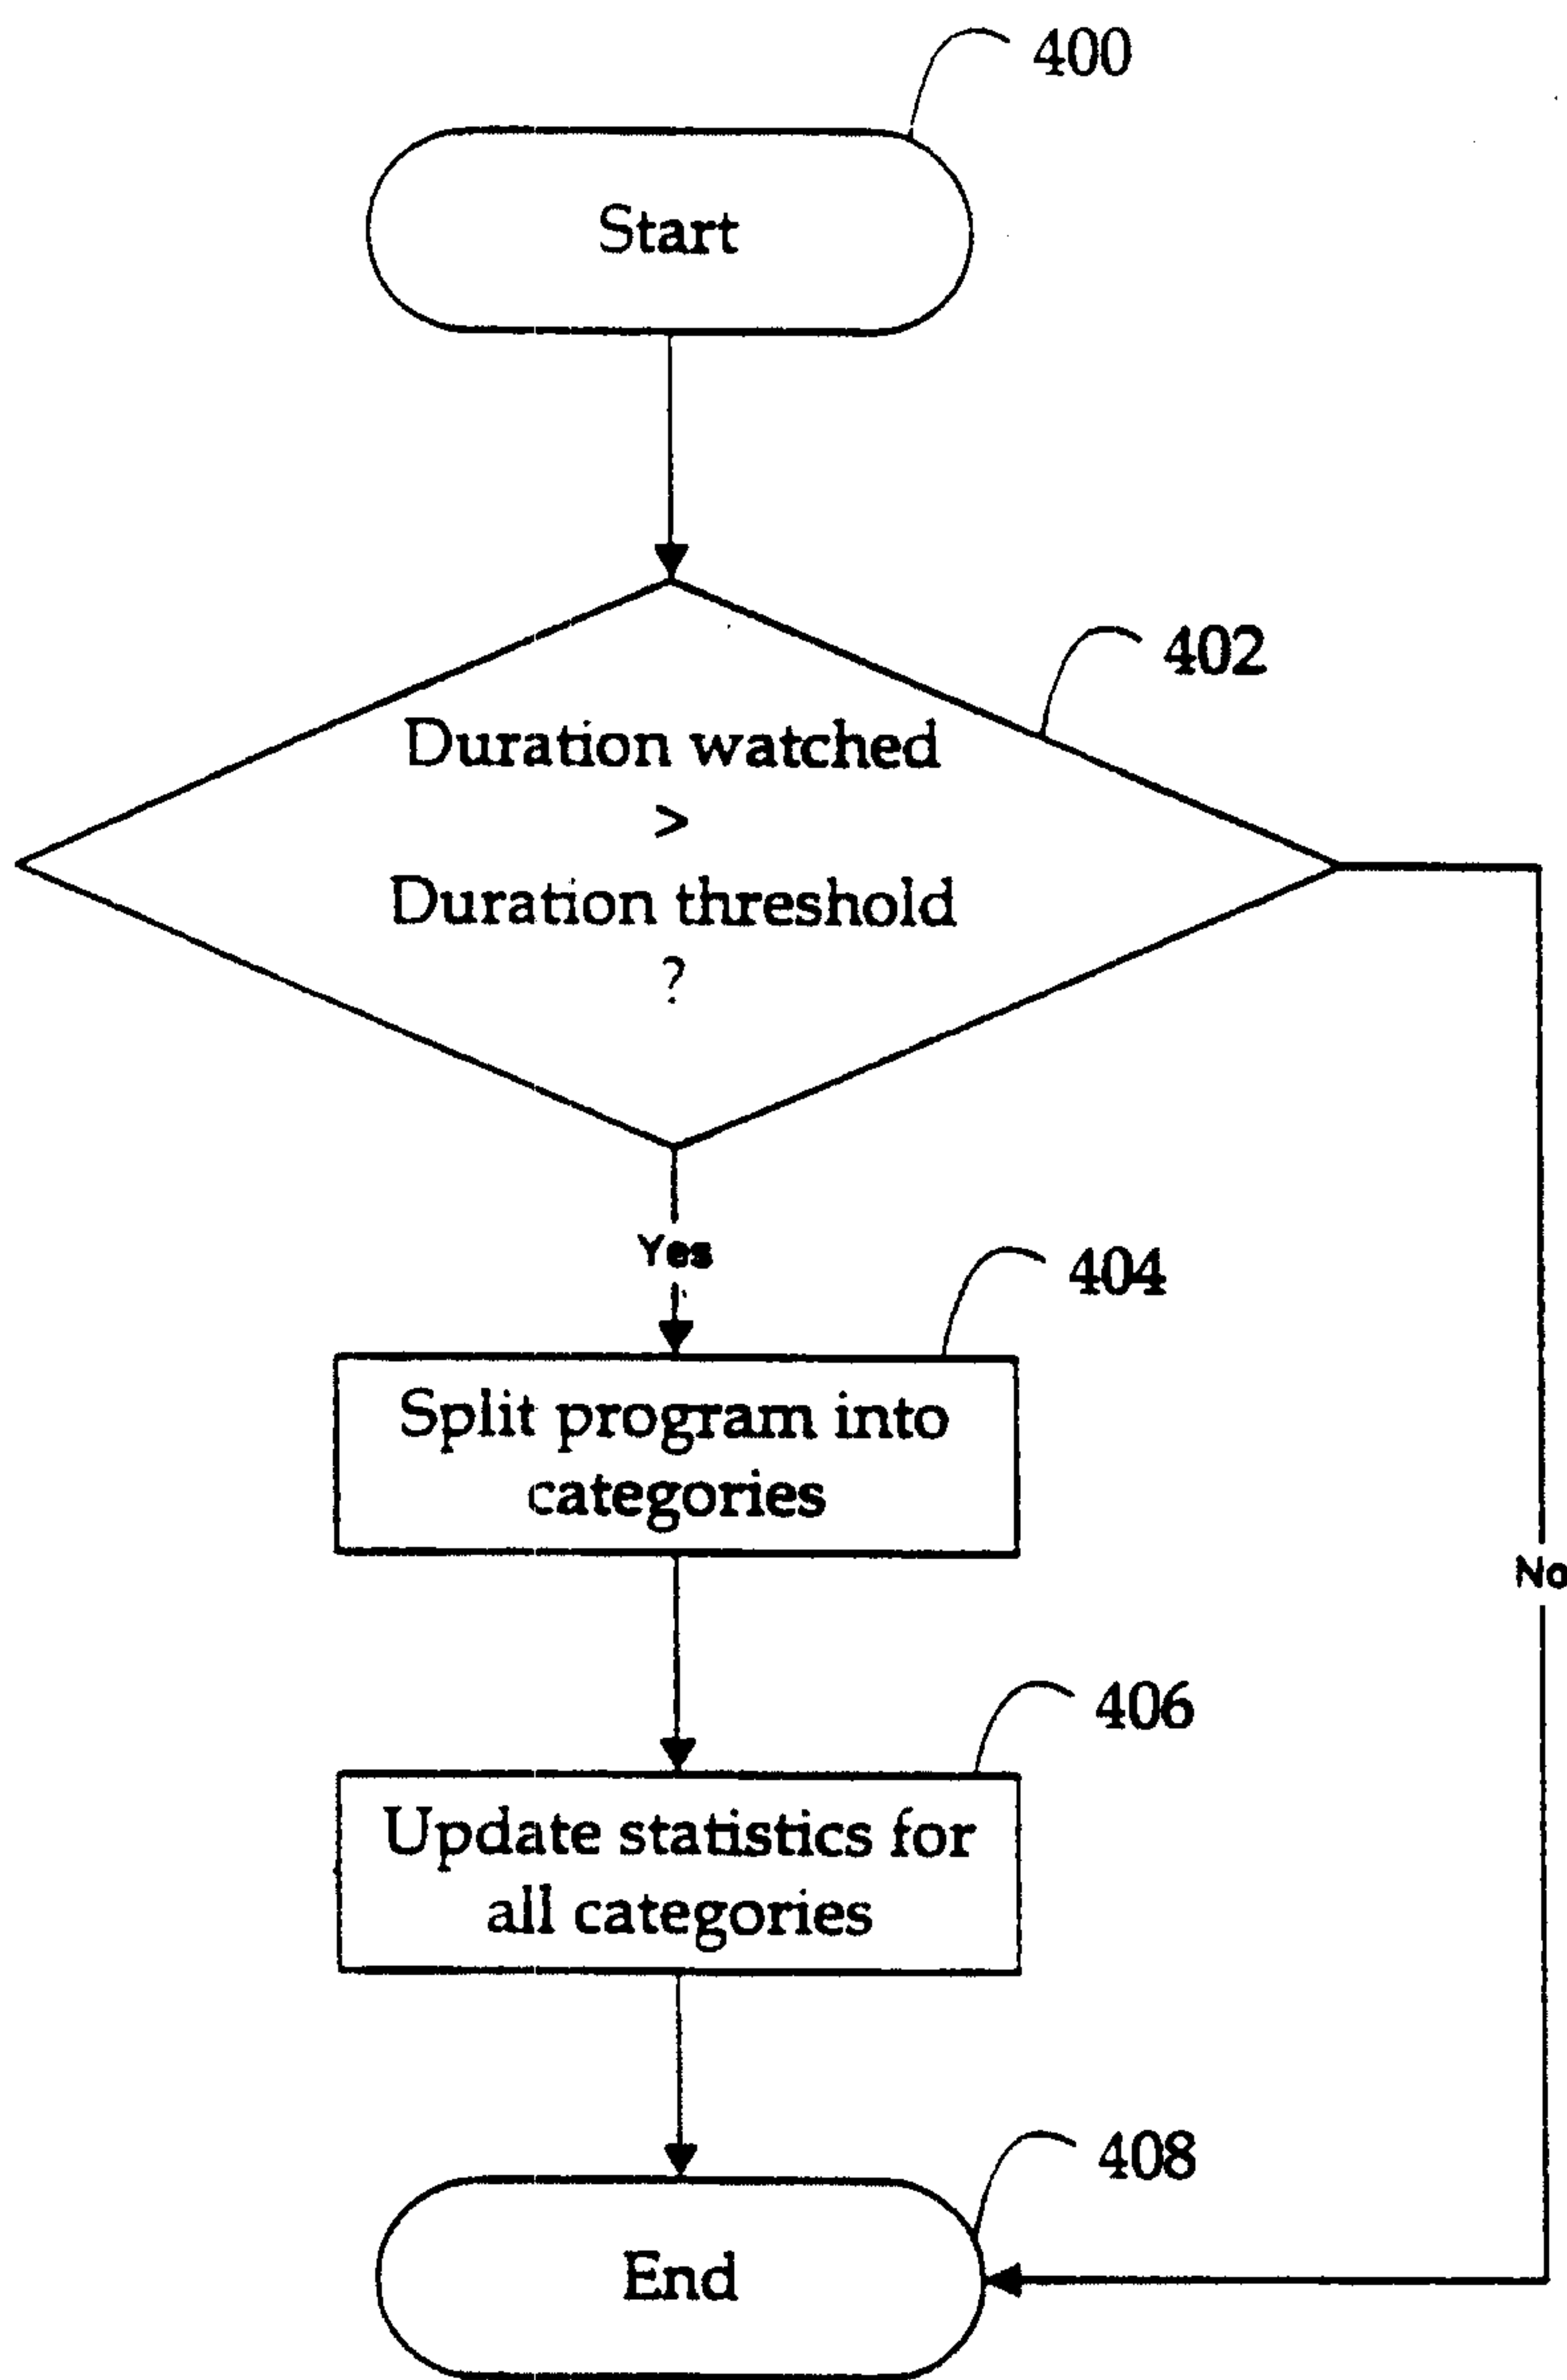 400
Start
402
Duration watched
>
Duration threshold
?
Yes
404
Split program into
categories
No
406
Update statistics for
all categories
408
End